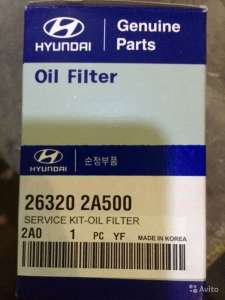 HYUNDAI
Genuine
Parts
Oil Filter
HYUNDAI
순정부품
26320 2A500
SERVICE KIT-OIL FILTER
2A0 1 PC YF MADE IN KOREA
Avito